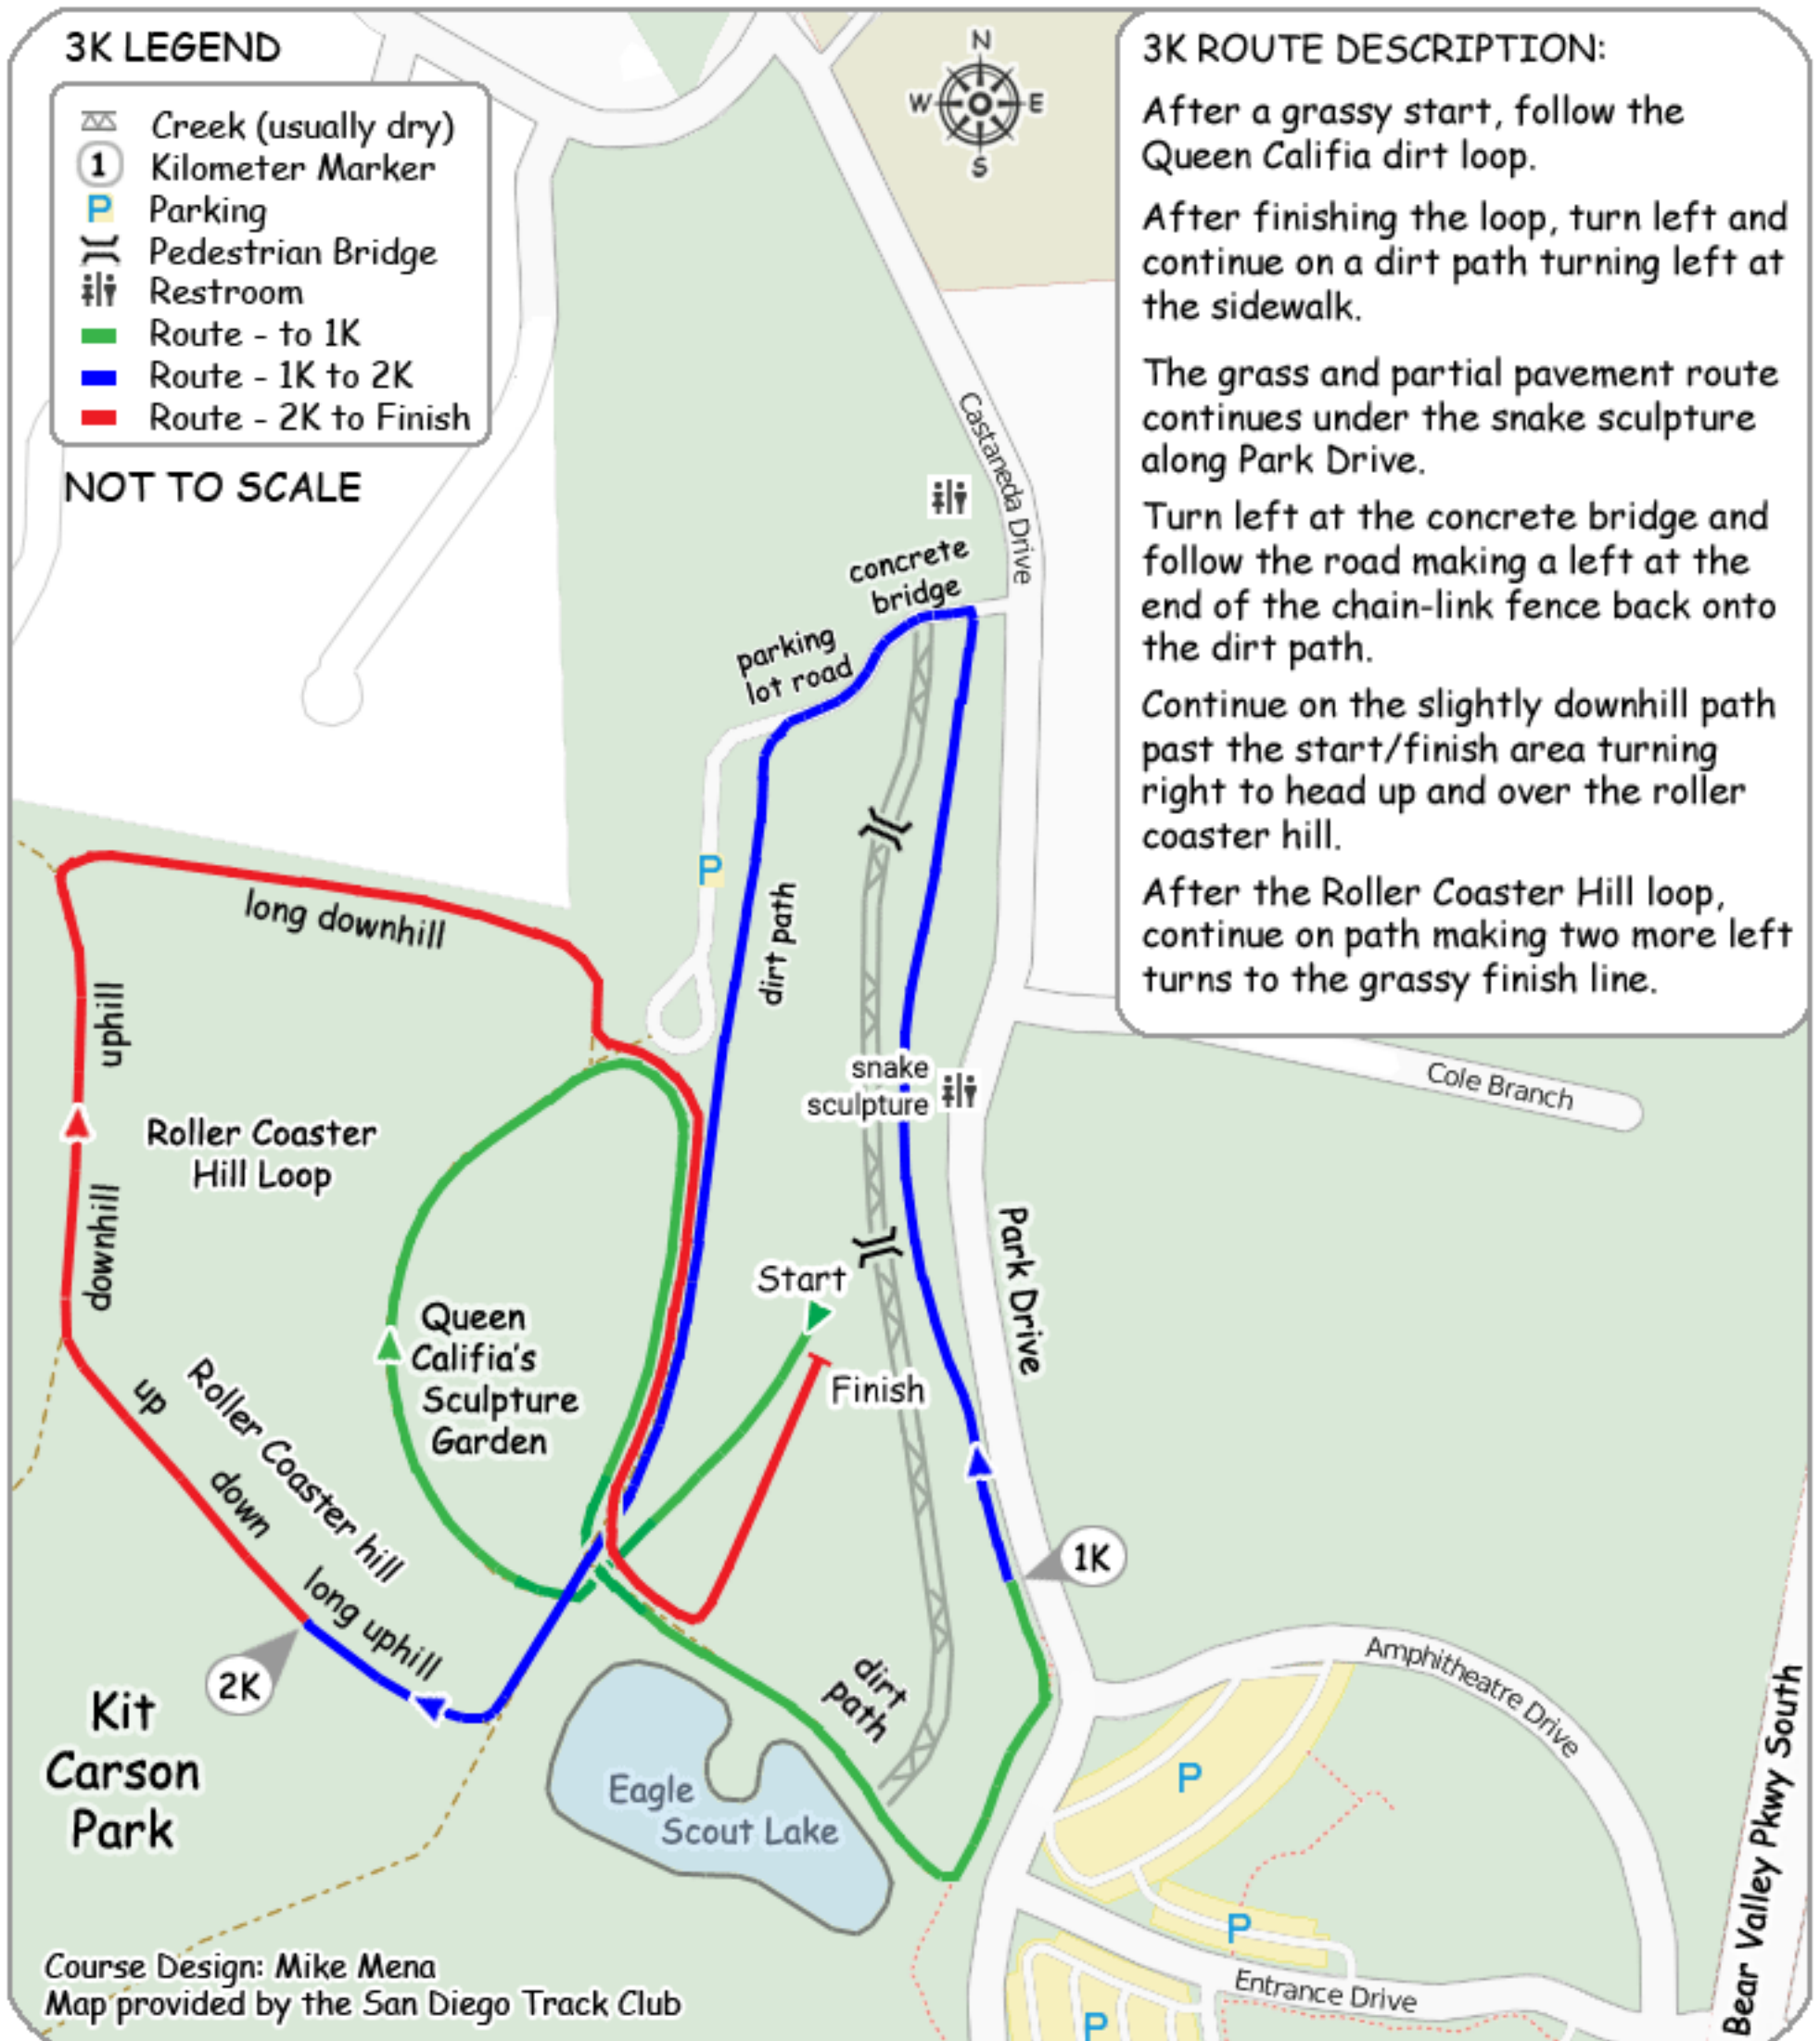 3K LEGEND
Creek (usually dry)
1
Kilometer Marker
P
Parking
Pedestrian Bridge
Restroom
Route - to 1K
Route - 1K to 2K
Route - 2K to Finish
NOT TO SCALE
N
W
E
S
3K ROUTE DESCRIPTION:
After a grassy start, follow the
Queen Califia dirt loop.
After finishing the loop, turn left and
continue on a dirt path turning left at
the sidewalk.
The grass and partial pavement route
continues under the snake sculpture
along Park Drive.
Turn left at the concrete bridge and
follow the road making a left at the
end of the chain-link fence back onto
the dirt path.
Continue on the slightly downhill path
past the start/finish area turning
right to head up and over the roller
coaster hill.
After the Roller Coaster Hill loop,
continue on path making two more left
turns to the grassy finish line.
Castaneda Drive
concrete
bridge
parking
lot road
P
dirt path
long downhill
uphill
snake
sculpture
Cole Branch
Roller Coaster
Hill Loop
downhill
Park Drive
Start
Finish
Queen
Califia's
Sculpture
Garden
up
Roller Coaster hill
down
long uphill
1K
2K
dirt
path
Amphitheatre Drive
Kit
Carson
Park
Eagle
Scout Lake
P
P
P
Entrance Drive
Bear Valley Pkwy South
Course Design: Mike Mena
Map provided by the San Diego Track Club